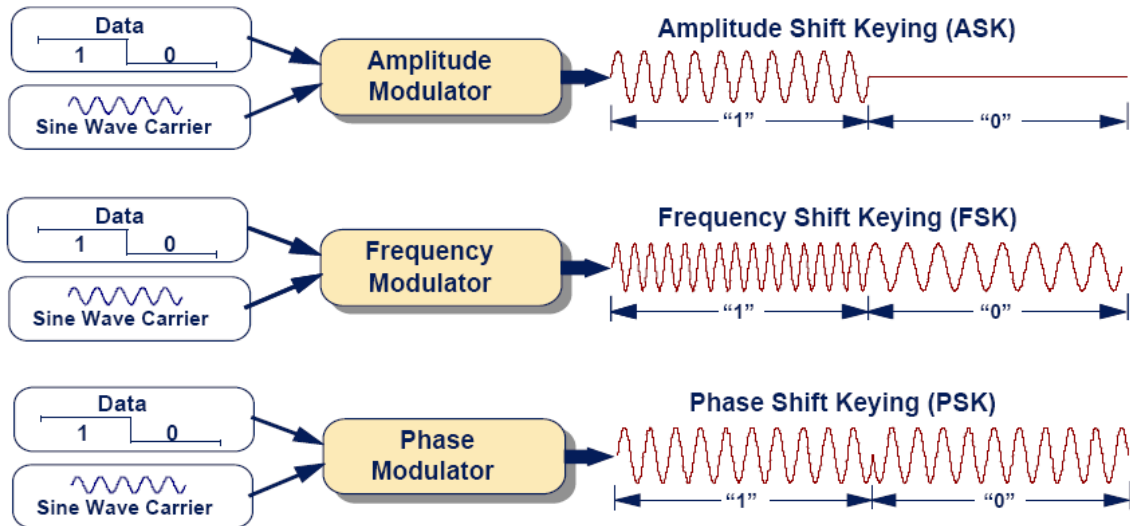 Data
1 0
Sine Wave Carrier
Amplitude
Modulator
Amplitude Shift Keying (ASK)
“1” “0”
Data
1 0
Sine Wave Carrier
Frequency
Modulator
Frequency Shift Keying (FSK)
“1” “0”
Data
1 0
Sine Wave Carrier
Phase
Modulator
Phase Shift Keying (PSK)
“1” “0”